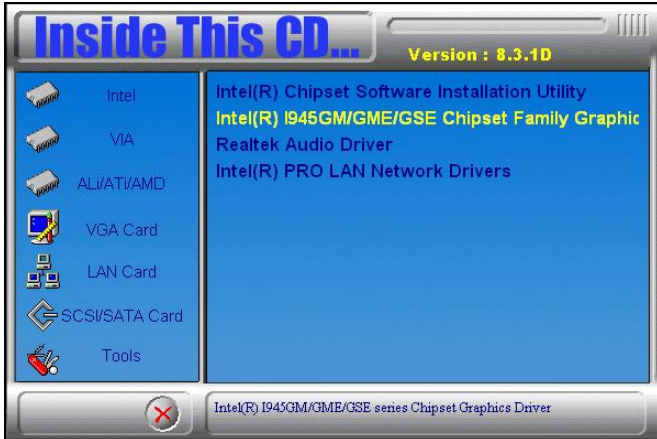 Inside This CD...
Version : 8.3.1D
Intel
VIA
ALi/ATi/AMD
VGA Card
LAN Card
SCSI/SATA Card
Tools
Intel(R) Chipset Software Installation Utility
Intel(R) I945GM/GME/GSE Chipset Family Graphic
Realtek Audio Driver
Intel(R) PRO LAN Network Drivers
Intel(R) I945GM/GME/GSE series Chipset Graphics Driver